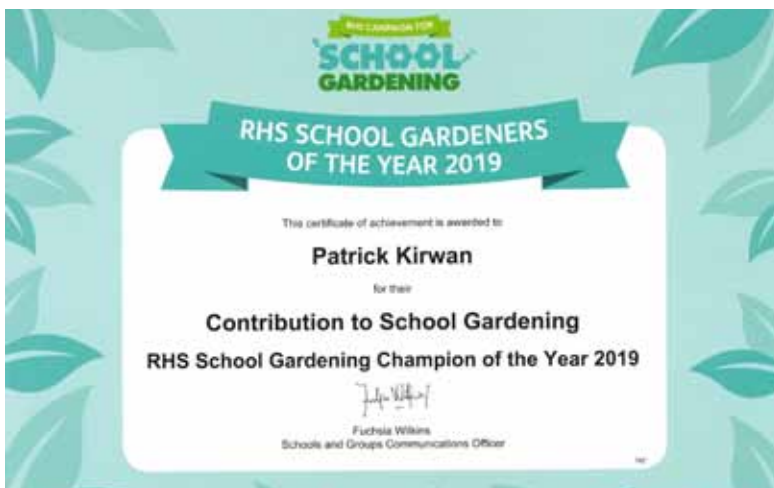 RHS CAMPAIGN FOR
SCHOOL
GARDENING
RHS SCHOOL GARDENERS
OF THE YEAR 2019
This certificate of achievement is awarded to
Patrick Kirwan
for their
Contribution to School Gardening
RHS School Gardening Champion of the Year 2019
Fuchsia Wilkins
Schools and Groups Communications Officer